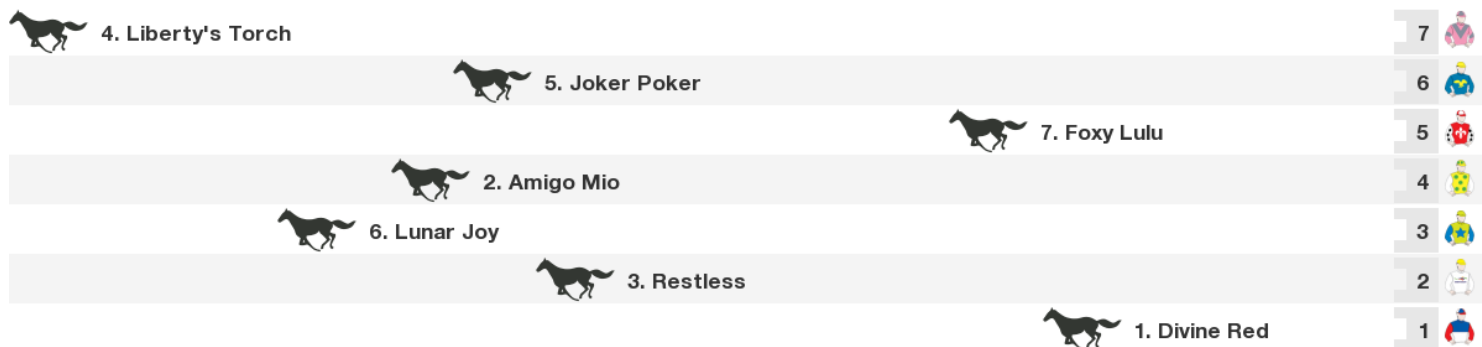 4. Liberty's Torch 7
5. Joker Poker 6
7. Foxy Lulu 5
2. Amigo Mio 4
6. Lunar Joy 3
3. Restless 2
1. Divine Red 1